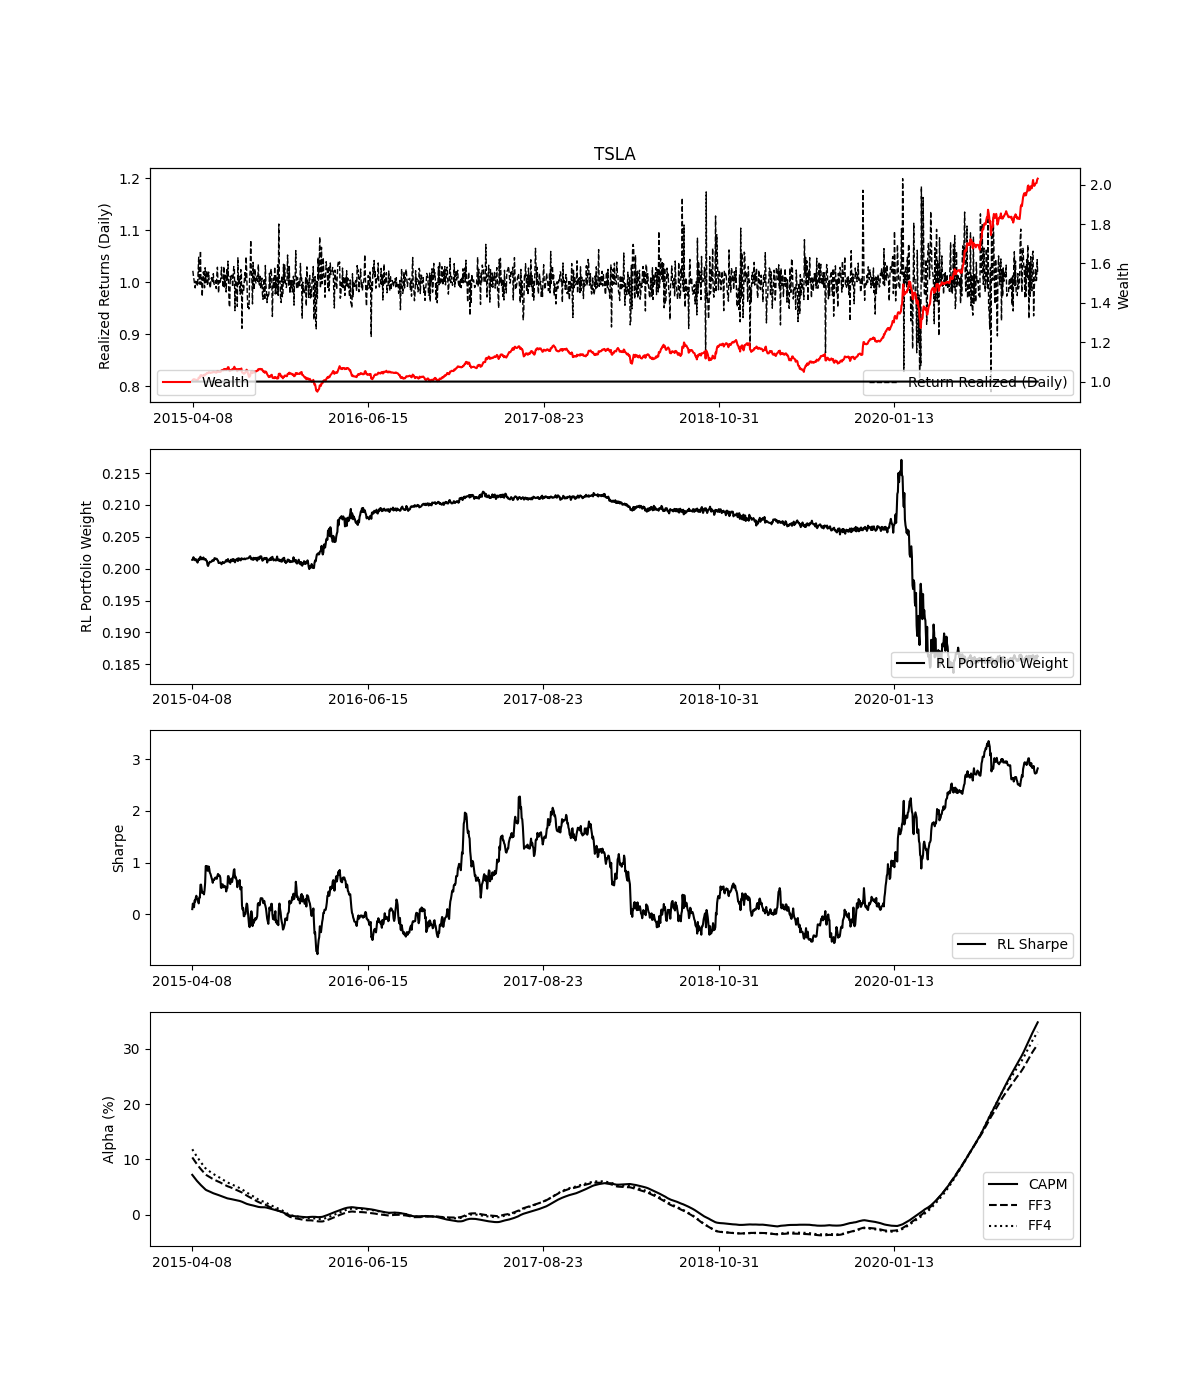 TSLA
Realized Returns (Daily)
1.2
1.1
1.0
0.9
0.8
2.0
1.8
1.6
1.4
1.2
1.0
Wealth
Wealth
Return Realized (Daily)
2015-04-08 2016-06-15 2017-08-23 2018-10-31 2020-01-13
RL Portfolio Weight
0.215
0.210
0.205
0.200
0.195
0.190
0.185
RL Portfolio Weight
2015-04-08 2016-06-15 2017-08-23 2018-10-31 2020-01-13
Sharpe
3
2
1
0
RL Sharpe
2015-04-08 2016-06-15 2017-08-23 2018-10-31 2020-01-13
Alpha (%)
30
20
10
0
CAPM
FF3
FF4
2015-04-08 2016-06-15 2017-08-23 2018-10-31 2020-01-13